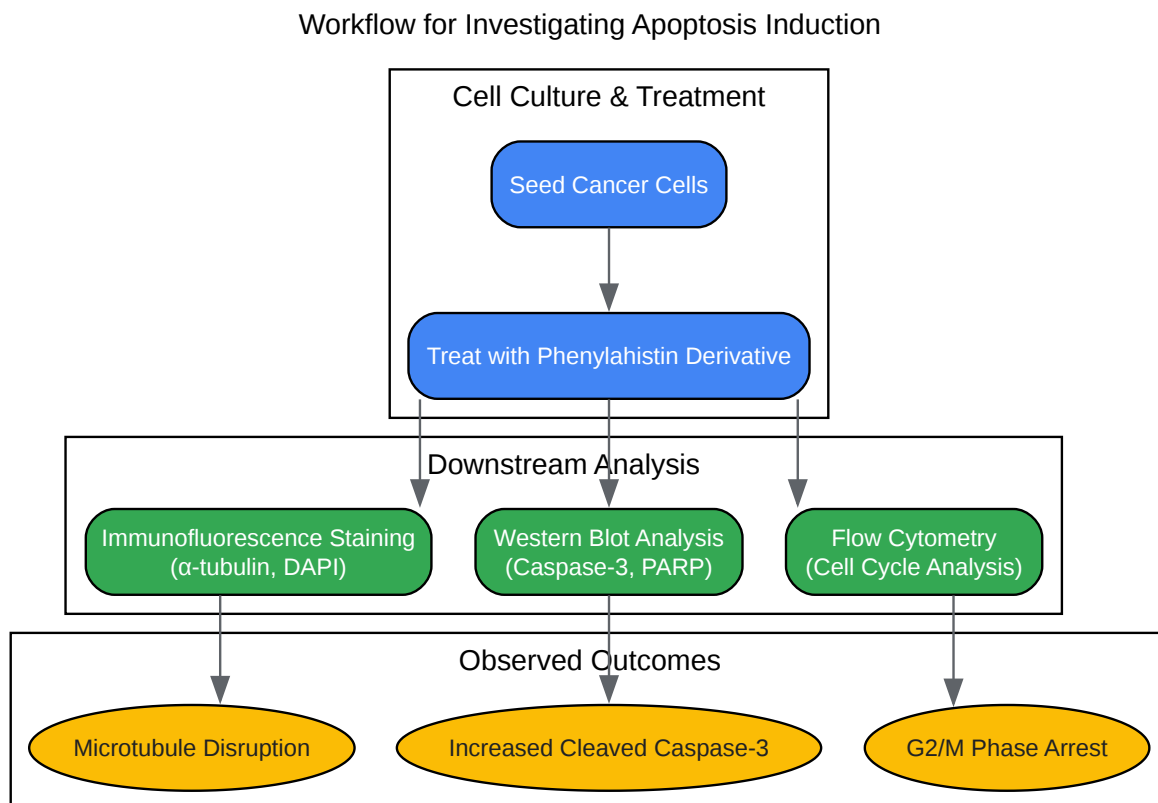 Workflow for Investigating Apoptosis Induction
Cell Culture & Treatment
Seed Cancer Cells
Treat with Phenylahistin Derivative
Downstream Analysis
Immunofluorescence Staining
(α-tubulin, DAPI)
Western Blot Analysis
(Caspase-3, PARP)
Flow Cytometry
(Cell Cycle Analysis)
Observed Outcomes
Microtubule Disruption
Increased Cleaved Caspase-3
G2/M Phase Arrest